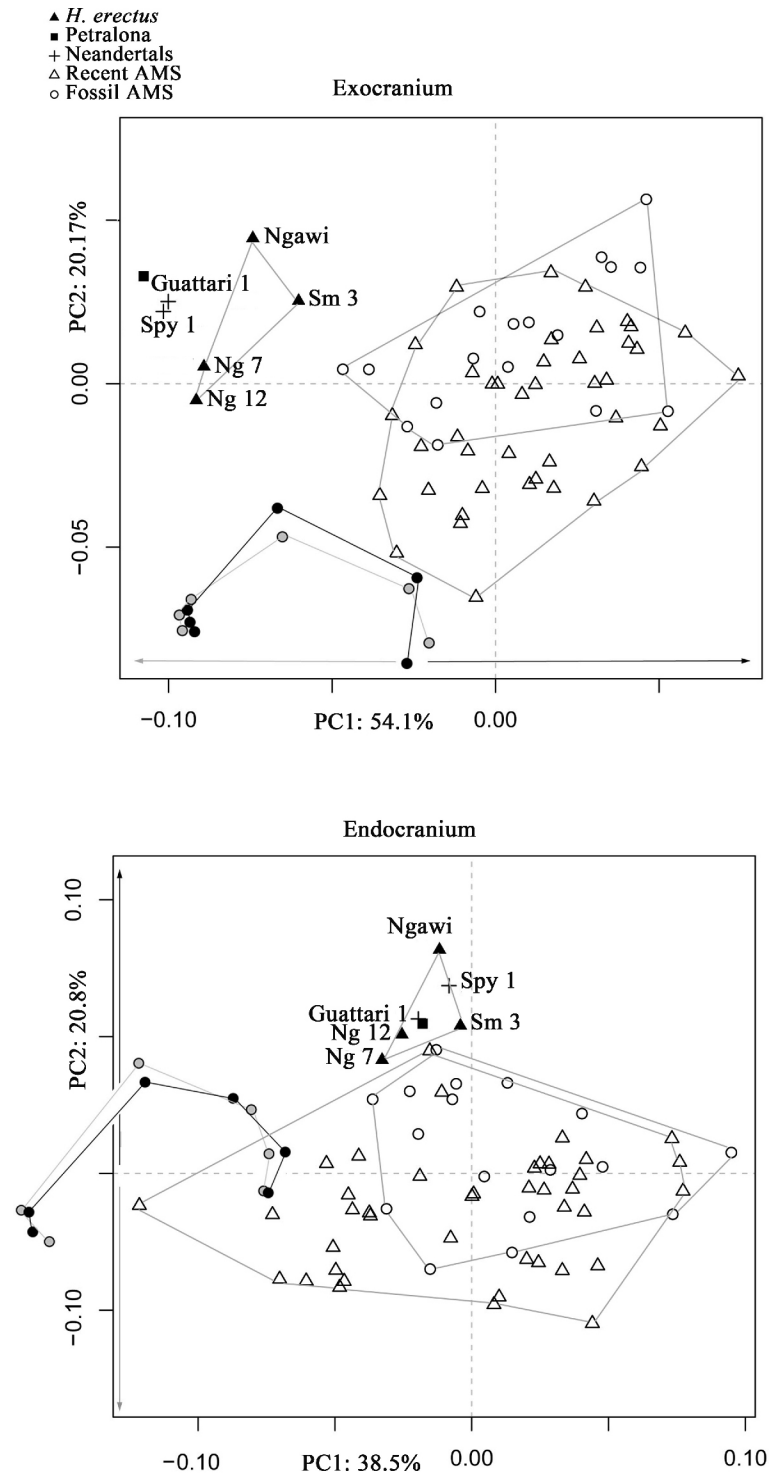 H. erectus
Petralona
Neandertals
Recent AMS
Fossil AMS
Exocranium
PC2: 20.17%
0.00
−0.05
Ngawi
Guattari 1
Sm 3
Spy 1
Ng 7
Ng 12
−0.10
PC1: 54.1%
0.00
Endocranium
PC2: 20.8%
0.10
−0.10
Ngawi
Spy 1
Guattari 1
Sm 3
Ng 12
Ng 7
−0.10
PC1: 38.5%
0.00
0.10